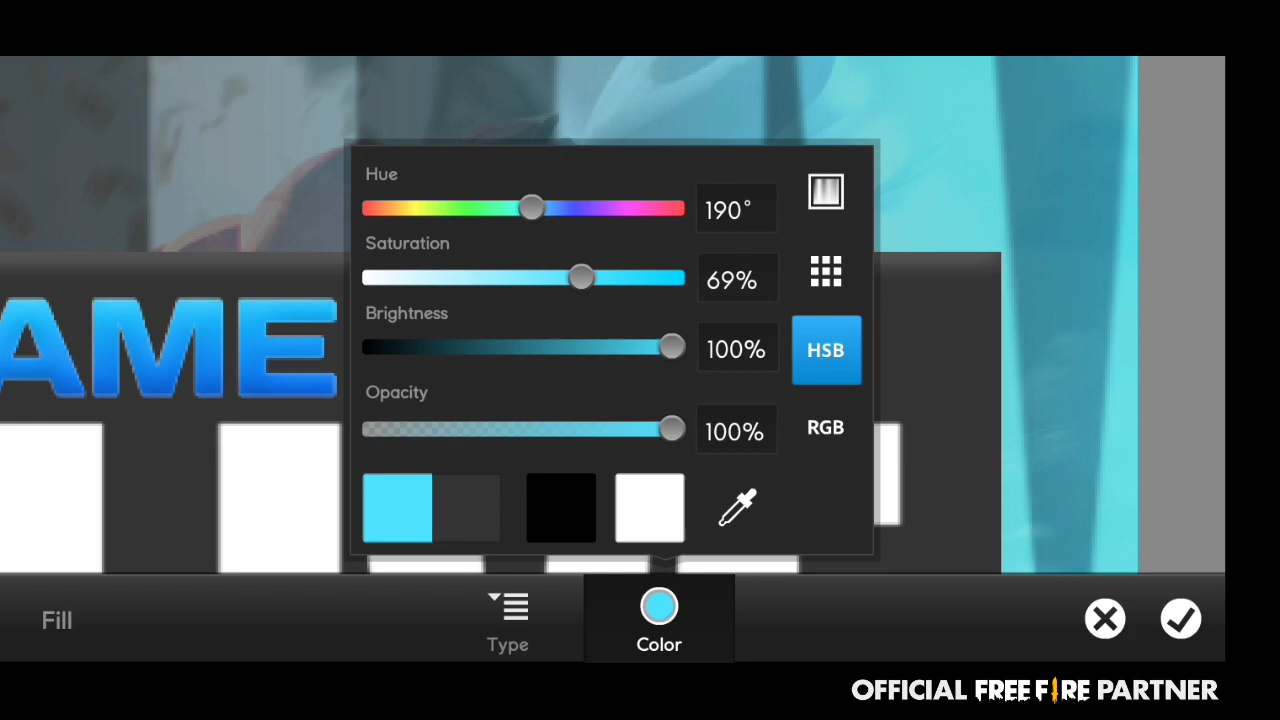 Hue
190°
Saturation
69%
AME
Brightness
100%
HSB
Opacity
100%
RGB
Fill
Type
Color
OFFICIAL FREE FIRE PARTNER